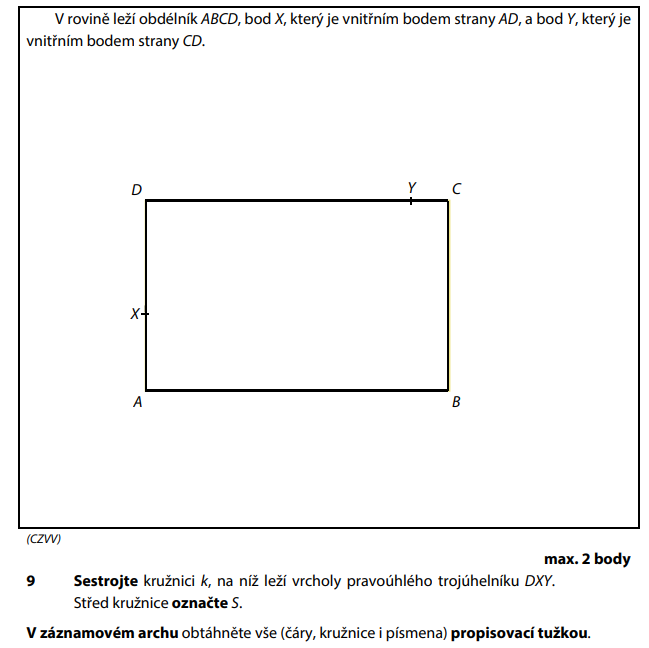 V rovině leží obdélník ABCD, bod X, který je vnitřním bodem strany AD, a bod Y, který je
vnitřním bodem strany CD.
D Y C
X
A B
(CZVV)
max. 2 body
9 Sestrojte kružnici k, na níž leží vrcholy pravoúhlého trojúhelníku DXY.
Střed kružnice označte S.
V záznamovém archu obtáhněte vše (čáry, kružnice i písmena) propisovací tužkou.